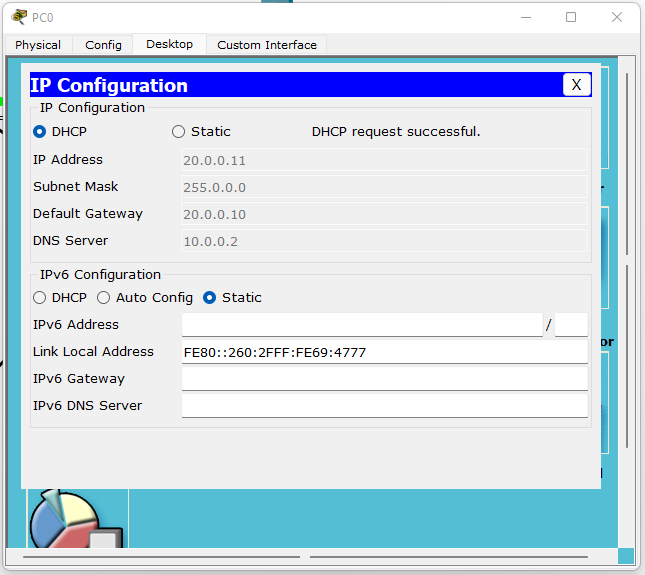 PC0
Physical Config Desktop Custom Interface
IP Configuration X
IP Configuration
DHCP Static DHCP request successful.
IP Address 20.0.0.11
Subnet Mask 255.0.0.0
Default Gateway 20.0.0.10
DNS Server 10.0.0.2
IPv6 Configuration
DHCP Auto Config Static
IPv6 Address /
Link Local Address FE80::260:2FFF:FE69:4777
IPv6 Gateway
IPv6 DNS Server
or